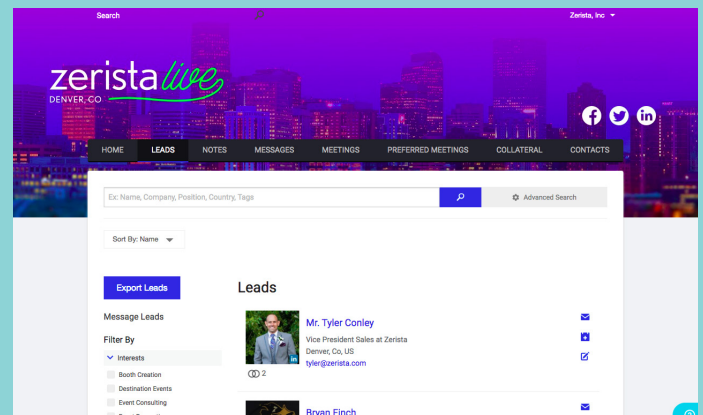 Search
Zerista, Inc
zerista live
DENVER, CO
HOME LEADS NOTES MESSAGES MEETINGS PREFERRED MEETINGS COLLATERAL CONTACTS
Ex: Name, Company, Position, Country, Tags
Advanced Search
Sort By: Name
Export Leads
Leads
Message Leads
Mr. Tyler Conley
Vice President Sales at Zerista
Denver, Co, US
tyler@zerista.com
2
Filter By
Interests
Booth Creation
Destination Events
Event Consulting
Bryan Finch